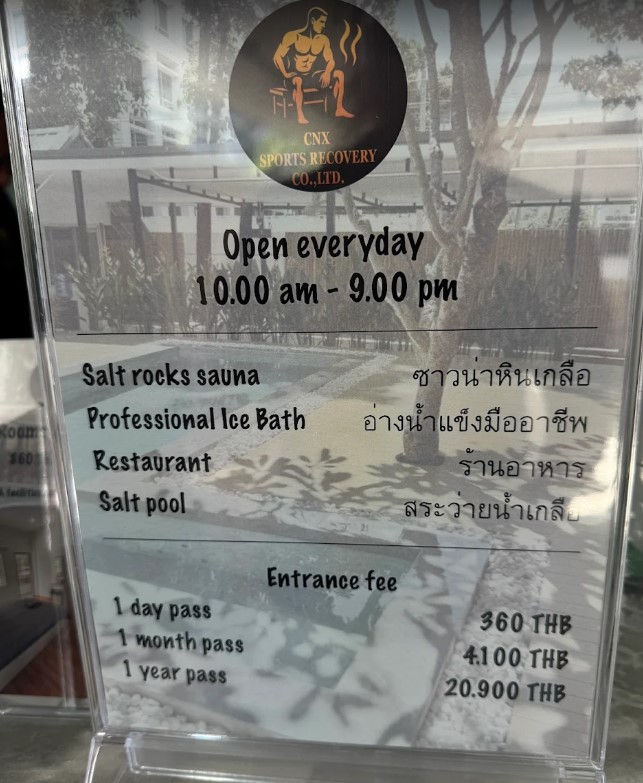 CNX
SPORTS RECOVERY
CO.,LTD.
Open everyday
10.00 am - 9.00 pm
Salt rocks sauna ซาวน่าหินเกลือ
Professional Ice Bath อ่างน้ำแข็งมืออาชีพ
Restaurant ร้านอาหาร
Salt pool สระว่ายน้ำเกลือ
Entrance fee
1 day pass 360 THB
1 month pass 4.100 THB
1 year pass 20.900 THB